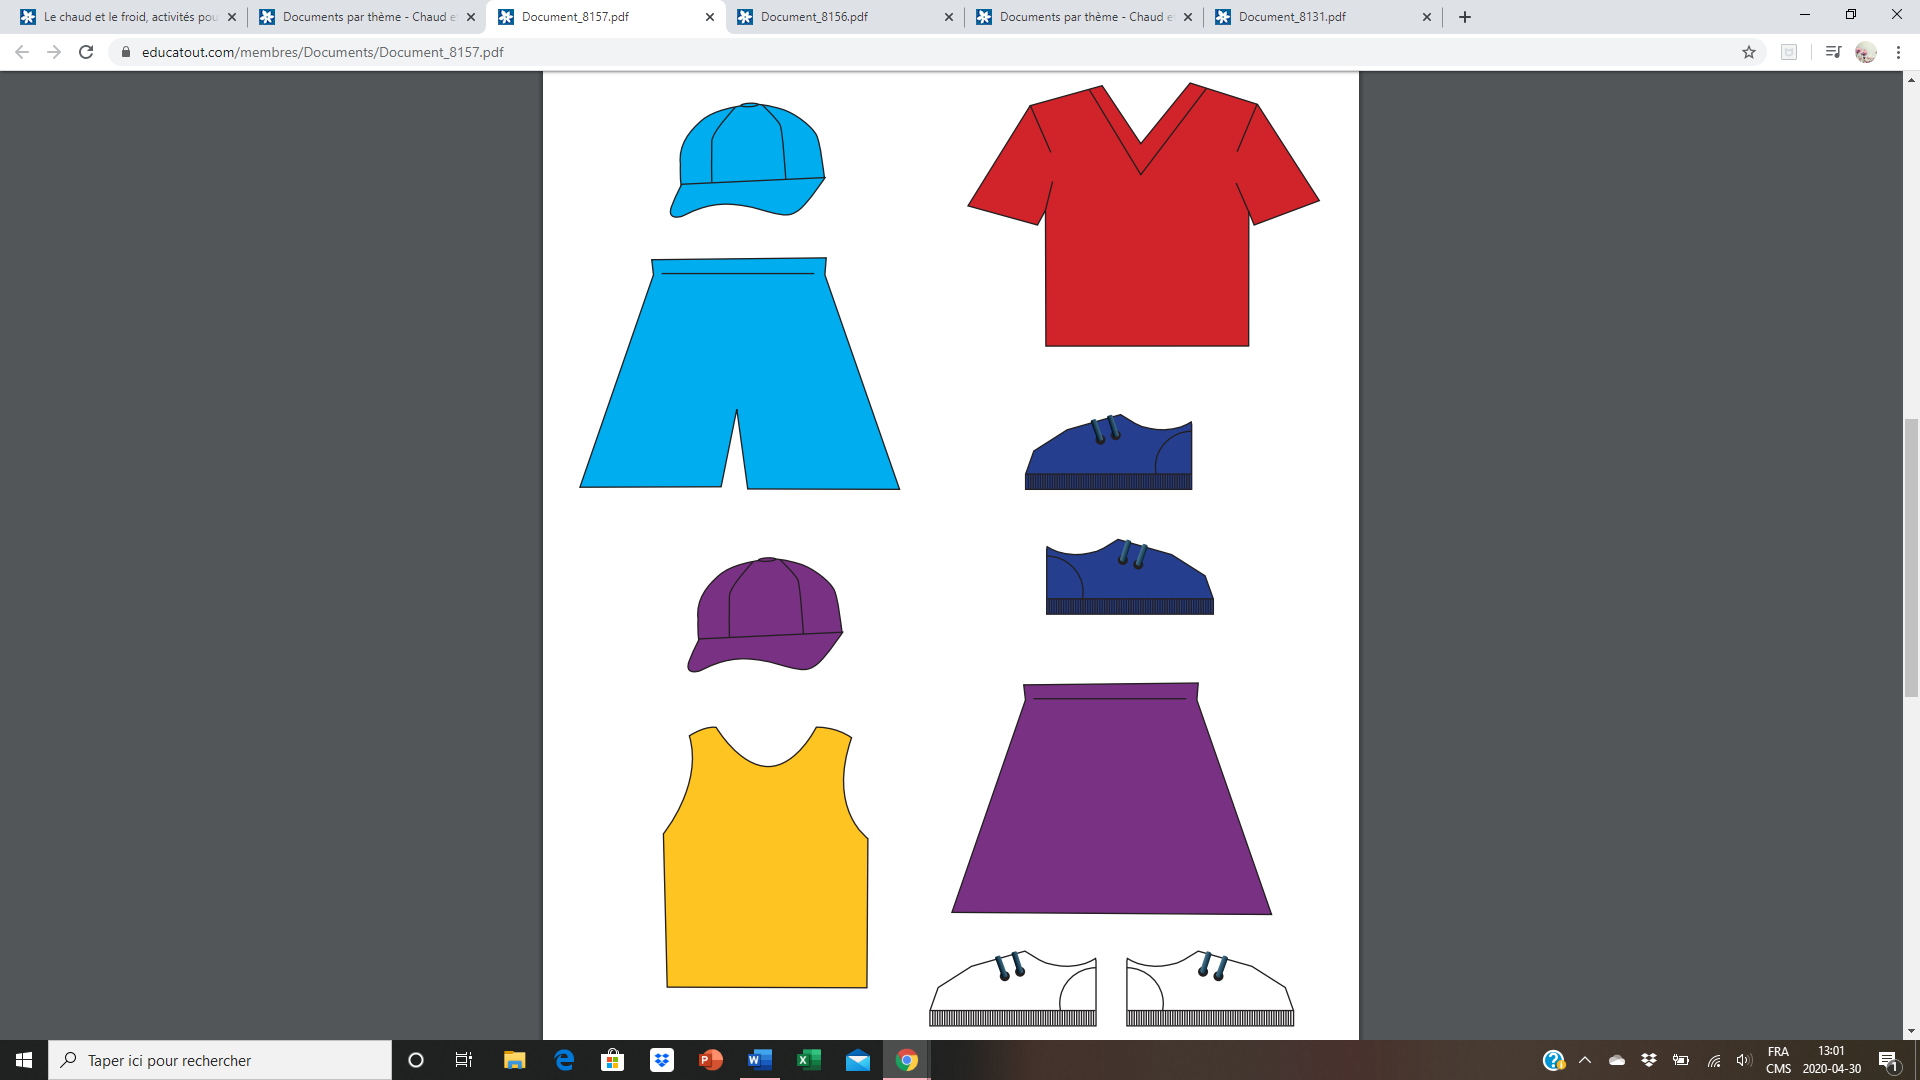 Le chaud et le froid, activités pou
Documents par thème - Chaud e
Document_8157.pdf
Document_8156.pdf
Documents par thème - Chaud e
Document_8131.pdf
educatout.com/membres/Documents/Document_8157.pdf
Taper ici pour rechercher
FRA
CMS
13:01
2020-04-30
1